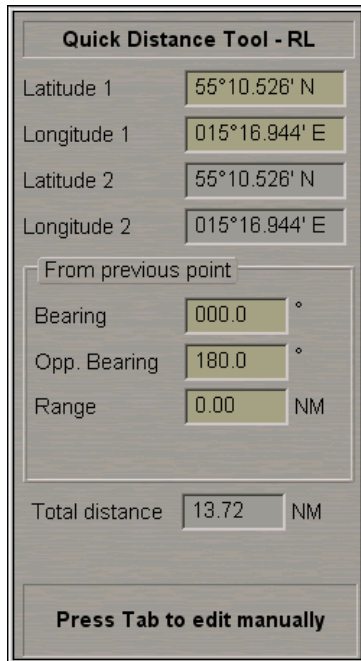 Quick Distance Tool - RL
Latitude 1 55°10.526' N
Longitude 1 015°16.944' E
Latitude 2 55°10.526' N
Longitude 2 015°16.944' E
From previous point
Bearing 000.0 °
Opp. Bearing 180.0 °
Range 0.00 NM
Total distance 13.72 NM
Press Tab to edit manually